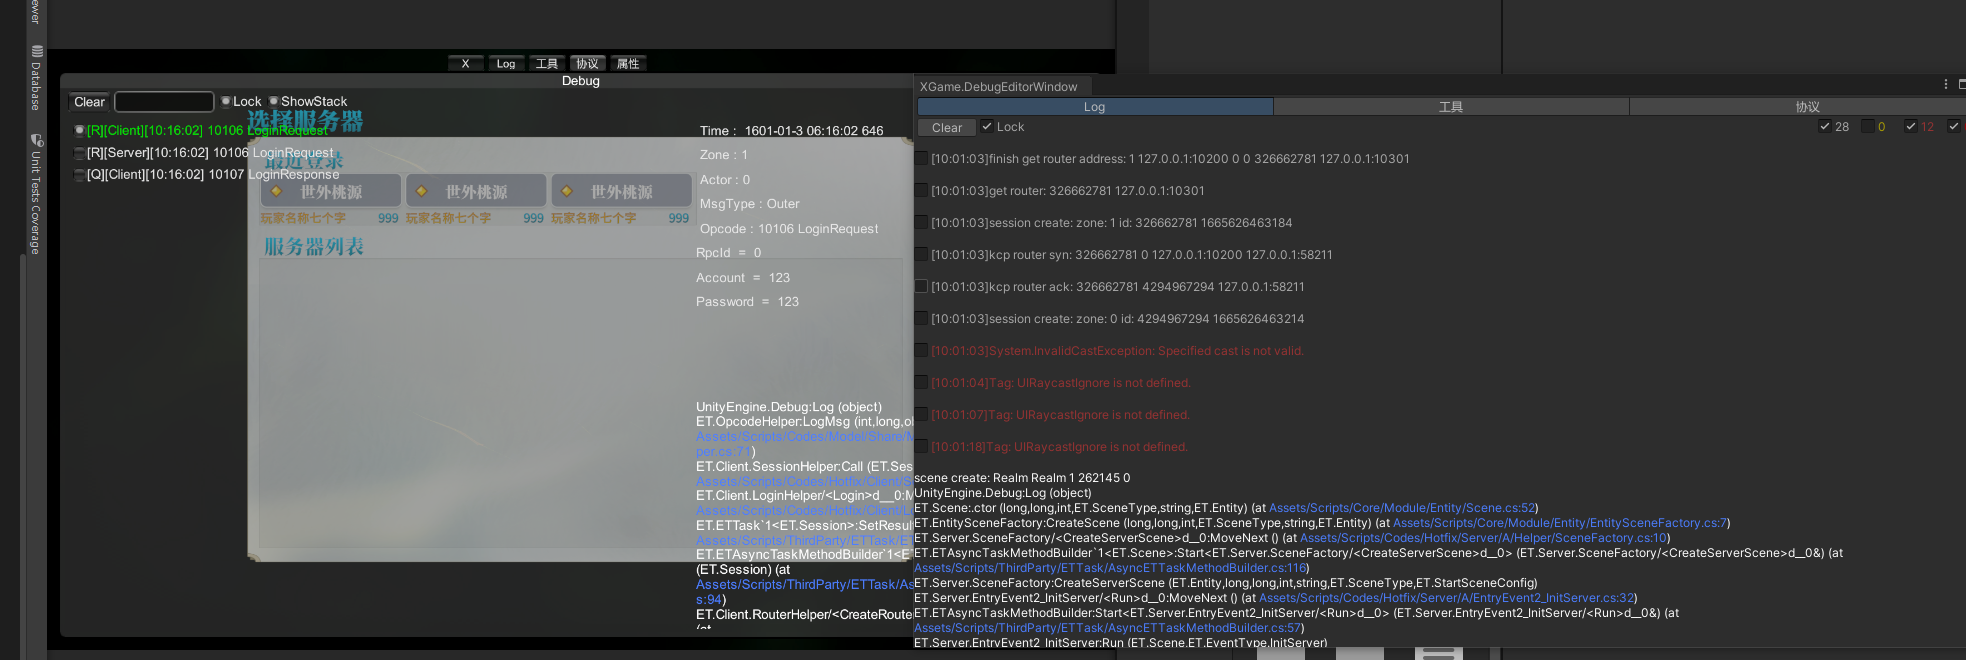 ewer
Database
Unit Tests Coverage
X Log 工具 协议 属性
Debug
Clear Lock ShowStack
选择服务器
[R][Client][10:16:02] 10106 LoginRequest
[R][Server][10:16:02] 10106 LoginRequest
最近登录
[Q][Client][10:16:02] 10107 LoginResponse
世外桃源 世外桃源 世外桃源
玩家名称七个字 999 玩家名称七个字 999 玩家名称七个字 999
服务器列表
Time : 1601-01-3 06:16:02 646
Zone : 1
Actor : 0
MsgType : Outer
Opcode : 10106 LoginRequest
RpcId = 0
Account = 123
Password = 123
UnityEngine.Debug:Log (object)
ET.OpcodeHelper:LogMsg (int,long,ol
Assets/Scripts/Codes/Model/Share/M
per.cs:71)
ET.Client.SessionHelper:Call (ET.Ses
Assets/Scripts/Codes/Hotfix/Client/S
ET.Client.LoginHelper/<Login>d__0:M
Assets/Scripts/Codes/Hotfix/Client/Lo
ET.ETTask`1<ET.Session>:SetResult
Assets/Scripts/ThirdParty/ETTask/ET
ET.ETAsyncTaskMethodBuilder`1<ET
(ET.Session) (at
Assets/Scripts/ThirdParty/ETTask/As
s:94)
ET.Client.RouterHelper/<CreateRoute
(at
XGame.DebugEditorWindow
Log 工具 协议
Clear Lock 28 0 12
[10:01:03]finish get router address: 1 127.0.0.1:10200 0 0 326662781 127.0.0.1:10301
[10:01:03]get router: 326662781 127.0.0.1:10301
[10:01:03]session create: zone: 1 id: 326662781 1665626463184
[10:01:03]kcp router syn: 326662781 0 127.0.0.1:10200 127.0.0.1:58211
[10:01:03]kcp router ack: 326662781 4294967294 127.0.0.1:58211
[10:01:03]session create: zone: 0 id: 4294967294 1665626463214
[10:01:03]System.InvalidCastException: Specified cast is not valid.
[10:01:04]Tag: UIRaycastIgnore is not defined.
[10:01:07]Tag: UIRaycastIgnore is not defined.
[10:01:18]Tag: UIRaycastIgnore is not defined.
scene create: Realm Realm 1 262145 0
UnityEngine.Debug:Log (object)
ET.Scene:.ctor (long,long,int,ET.SceneType,string,ET.Entity) (at Assets/Scripts/Core/Module/Entity/Scene.cs:52)
ET.EntitySceneFactory:CreateScene (long,long,int,ET.SceneType,string,ET.Entity) (at Assets/Scripts/Core/Module/Entity/EntitySceneFactory.cs:7)
ET.Server.SceneFactory/<CreateServerScene>d__0:MoveNext () (at Assets/Scripts/Codes/Hotfix/Server/A/Helper/SceneFactory.cs:10)
ET.ETAsyncTaskMethodBuilder`1<ET.Scene>:Start<ET.Server.SceneFactory/<CreateServerScene>d__0> (ET.Server.SceneFactory/<CreateServerScene>d__0&) (at
Assets/Scripts/ThirdParty/ETTask/AsyncETTaskMethodBuilder.cs:116)
ET.Server.SceneFactory:CreateServerScene (ET.Entity,long,long,int,string,ET.SceneType,ET.StartSceneConfig)
ET.Server.EntryEvent2_InitServer/<Run>d__0:MoveNext () (at Assets/Scripts/Codes/Hotfix/Server/A/EntryEvent2_InitServer.cs:32)
ET.ETAsyncTaskMethodBuilder:Start<ET.Server.EntryEvent2_InitServer/<Run>d__0> (ET.Server.EntryEvent2_InitServer/<Run>d__0&) (at
Assets/Scripts/ThirdParty/ETTask/AsyncETTaskMethodBuilder.cs:57)
ET.Server.EntryEvent2_InitServer:Run (ET.Scene,ET.EventType.InitServer)